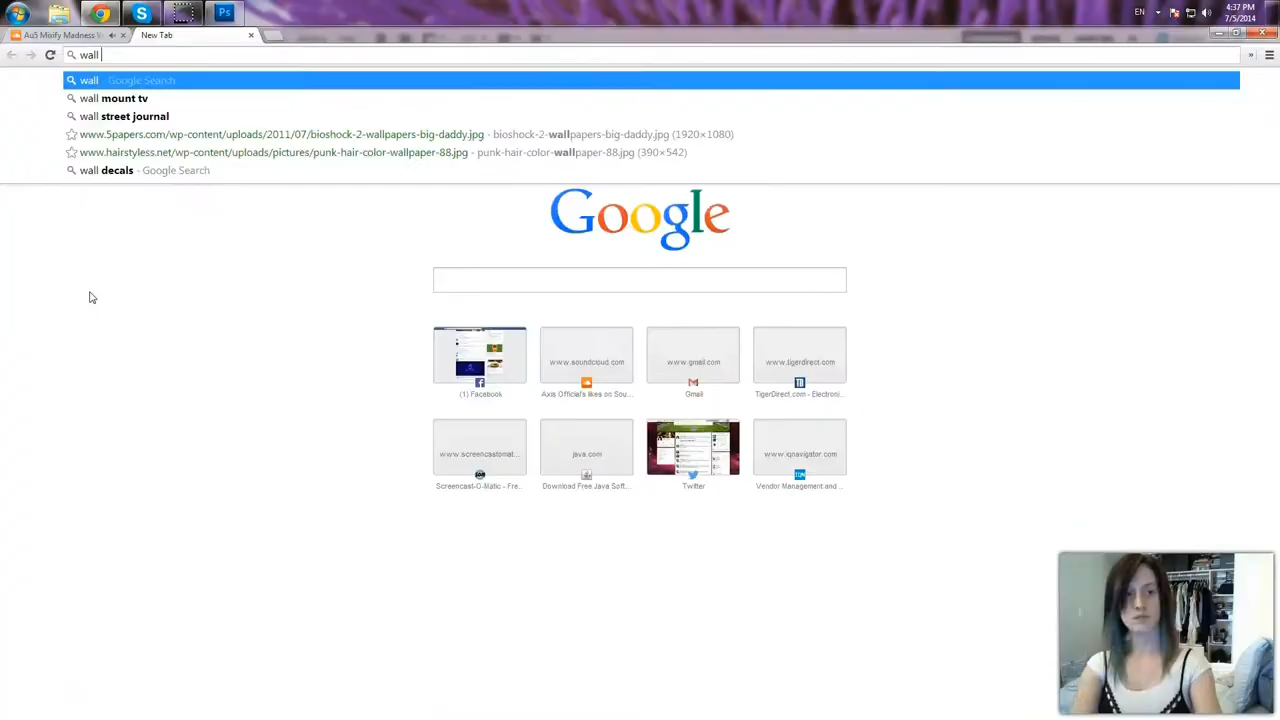 EN
4:37 PM
7/5/2014
Ps
Au5 Mixify Madness
New Tab
wall
wall - Google Search
wall mount tv
wall street journal
www.5papers.com/wp-content/uploads/2011/07/bioshock-2-wallpapers-big-daddy.jpg - bioshock-2-wallpapers-big-daddy.jpg (1920×1080)
www.hairstyless.net/wp-content/uploads/pictures/punk-hair-color-wallpaper-88.jpg - punk-hair-color-wallpaper-88.jpg (390×542)
wall decals - Google Search
Google
www.soundcloud.com
www.gmail.com
www.tigerdirect.com
(1) Facebook
Axis Official's likes on Sou...
Gmail
TigerDirect.com - Electroni...
www.screencastomat...
java.com
www.iqnavigator.com
Screencast-O-Matic - Fre...
Download Free Java Soft...
Twitter
Vendor Management and...